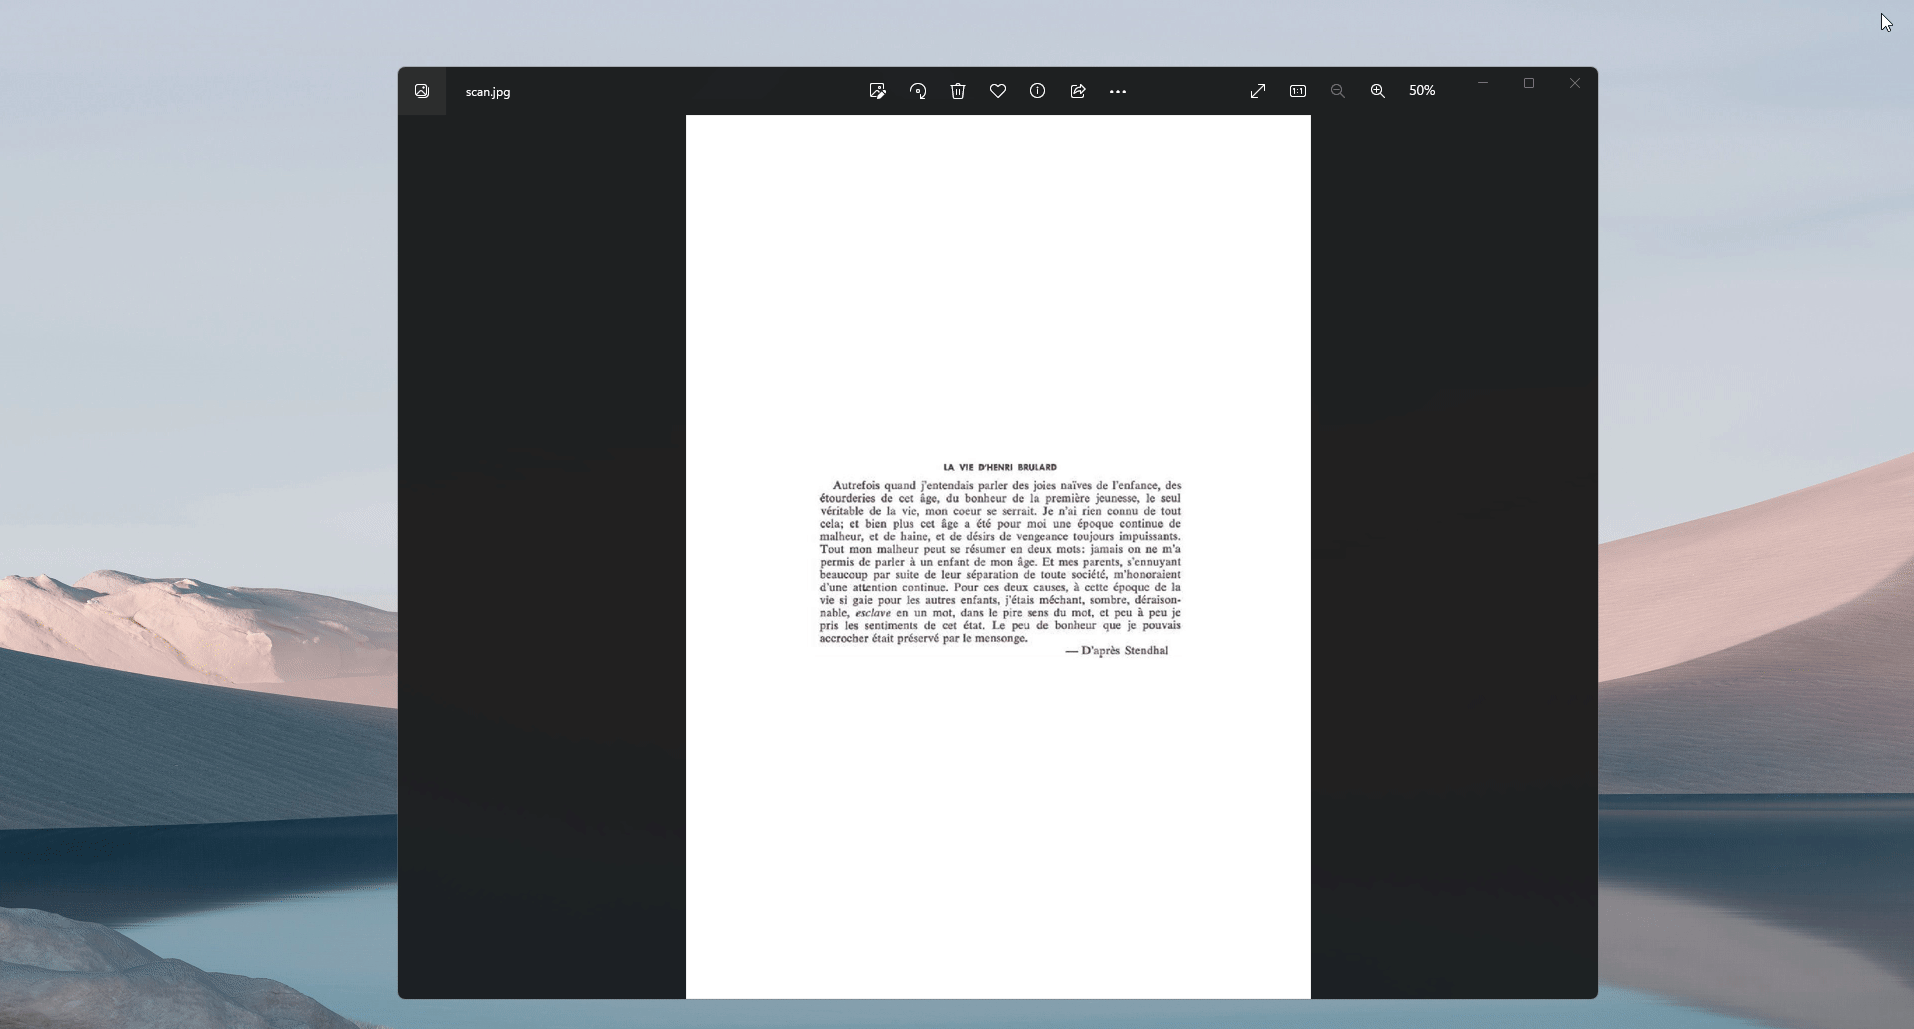 scan.jpg
1:1
50%
LA VIE D'HENRI BRULARD
Autrefois quand j'entendais parler des joies naïves de l'enfance, des
étourderies de cet âge, du bonheur de la première jeunesse, le seul
véritable de la vie, mon coeur se serrait. Je n'ai rien connu de tout
cela; et bien plus cet âge a été pour moi une époque continue de
malheur, et de haine, et de désirs de vengeance toujours impuissants.
Tout mon malheur peut se résumer en deux mots: jamais on ne m'a
permis de parler à un enfant de mon âge. Et mes parents, s'ennuyant
beaucoup par suite de leur séparation de toute société, m'honoraient
d'une attention continue. Pour ces deux causes, à cette époque de la
vie si gaie pour les autres enfants, j'étais méchant, sombre, déraison-
nable, esclave en un mot, dans le pire sens du mot, et peu à peu je
pris les sentiments de cet état. Le peu de bonheur que je pouvais
accrocher était préservé par le mensonge.
— D'après Stendhal